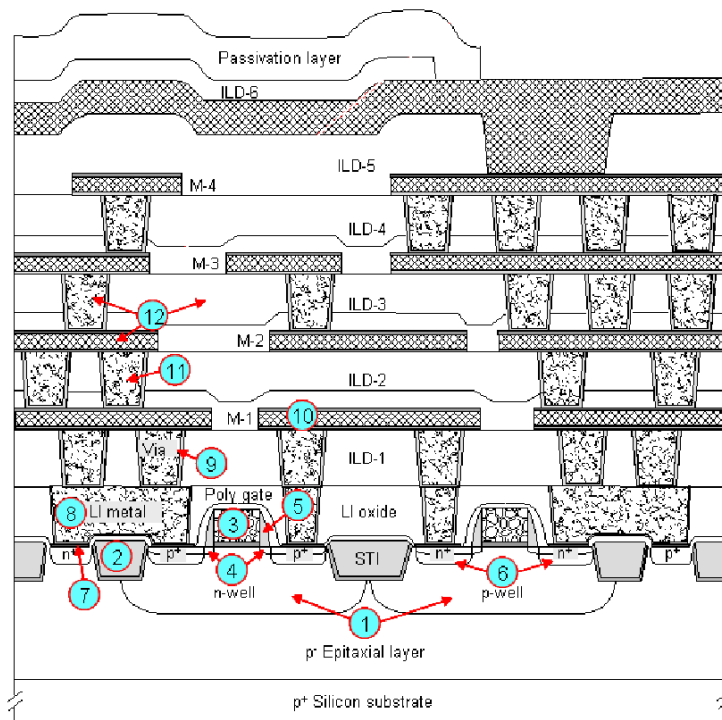 Passivation layer
ILD-6
ILD-5
M-4
ILD-4
M-3
ILD-3
12
M-2
11
ILD-2
M-1
10
Via
9
ILD-1
Poly gate
5
8
LI metal
3
LI oxide
n+
2
p+
4
p+
STI
n+
6
n+
p+
7
n-well
1
p-well
p- Epitaxial layer
p+ Silicon substrate